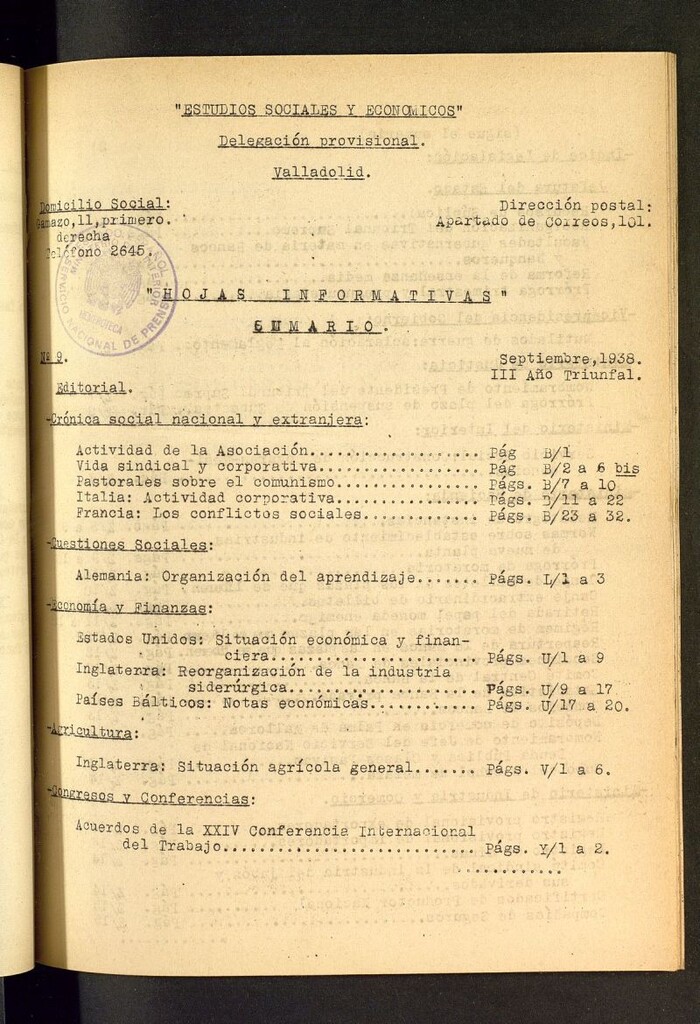 "ESTUDIOS SOCIALES Y ECONOMICOS"
Delegación provisional.
Valladolid.
Domicilio Social:
Gamazo,11,primero.
derecha
Teléfono 2645.
Dirección postal:
Apartado de Correos,101.
SERVICIO NACIONAL DE PRENSA
HEMEROTECA
"HOJAS INFORMATIVAS"
SUMARIO.
Nº 9.
Septiembre,1938.
III Año Triunfal.
Editorial.
-Crónica social nacional y extranjera:
Actividad de la Asociación.................... Pág B/1
Vida sindical y corporativa................... Pág B/2 a 6 bis
Pastorales sobre el comunismo................. Págs. B/7 a 10
Italia: Actividad corporativa................. Págs. B/11 a 22
Francia: Los conflictos sociales.............. Págs. B/23 a 32.
-Cuestiones Sociales:
Alemania: Organización del aprendizaje....... Págs. L/1 a 3
-Economía y Finanzas:
Estados Unidos: Situación económica y finan-
ciera........................ Págs. U/1 a 9
Inglaterra: Reorganización de la industria
siderúrgica...................... Págs. U/9 a 17
Países Bálticos: Notas económicas............. Págs. U/17 a 20.
-Agricultura:
Inglaterra: Situación agrícola general....... Págs. V/1 a 6.
-Congresos y Conferencias:
Acuerdos de la XXIV Conferencia Internacional
del Trabajo............................. Págs. Y/1 a 2.
............